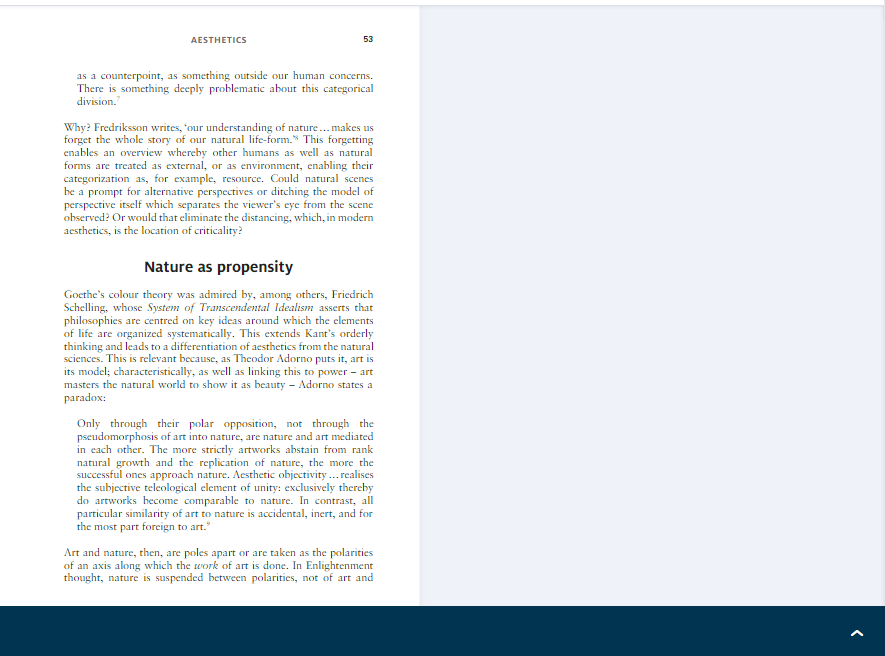 AESTHETICS 53
as a counterpoint, as something outside our human concerns.
There is something deeply problematic about this categorical
division.7
Why? Fredriksson writes, ‘our understanding of nature … makes us
forget the whole story of our natural life-form.’8 This forgetting
enables an overview whereby other humans as well as natural
forms are treated as external, or as environment, enabling their
categorization as, for example, resource. Could natural scenes
be a prompt for alternative perspectives or ditching the model of
perspective itself which separates the viewer’s eye from the scene
observed? Or would that eliminate the distancing, which, in modern
aesthetics, is the location of criticality?
Nature as propensity
Goethe’s colour theory was admired by, among others, Friedrich
Schelling, whose System of Transcendental Idealism asserts that
philosophies are centred on key ideas around which the elements
of life are organized systematically. This extends Kant’s orderly
thinking and leads to a differentiation of aesthetics from the natural
sciences. This is relevant because, as Theodor Adorno puts it, art is
its model; characteristically, as well as linking this to power – art
masters the natural world to show it as beauty – Adorno states a
paradox:
Only through their polar opposition, not through the
pseudomorphosis of art into nature, are nature and art mediated
in each other. The more strictly artworks abstain from rank
natural growth and the replication of nature, the more the
successful ones approach nature. Aesthetic objectivity … realises
the subjective teleological element of unity: exclusively thereby
do artworks become comparable to nature. In contrast, all
particular similarity of art to nature is accidental, inert, and for
the most part foreign to art.9
Art and nature, then, are poles apart or are taken as the polarities
of an axis along which the work of art is done. In Enlightenment
thought, nature is suspended between polarities, not of art and